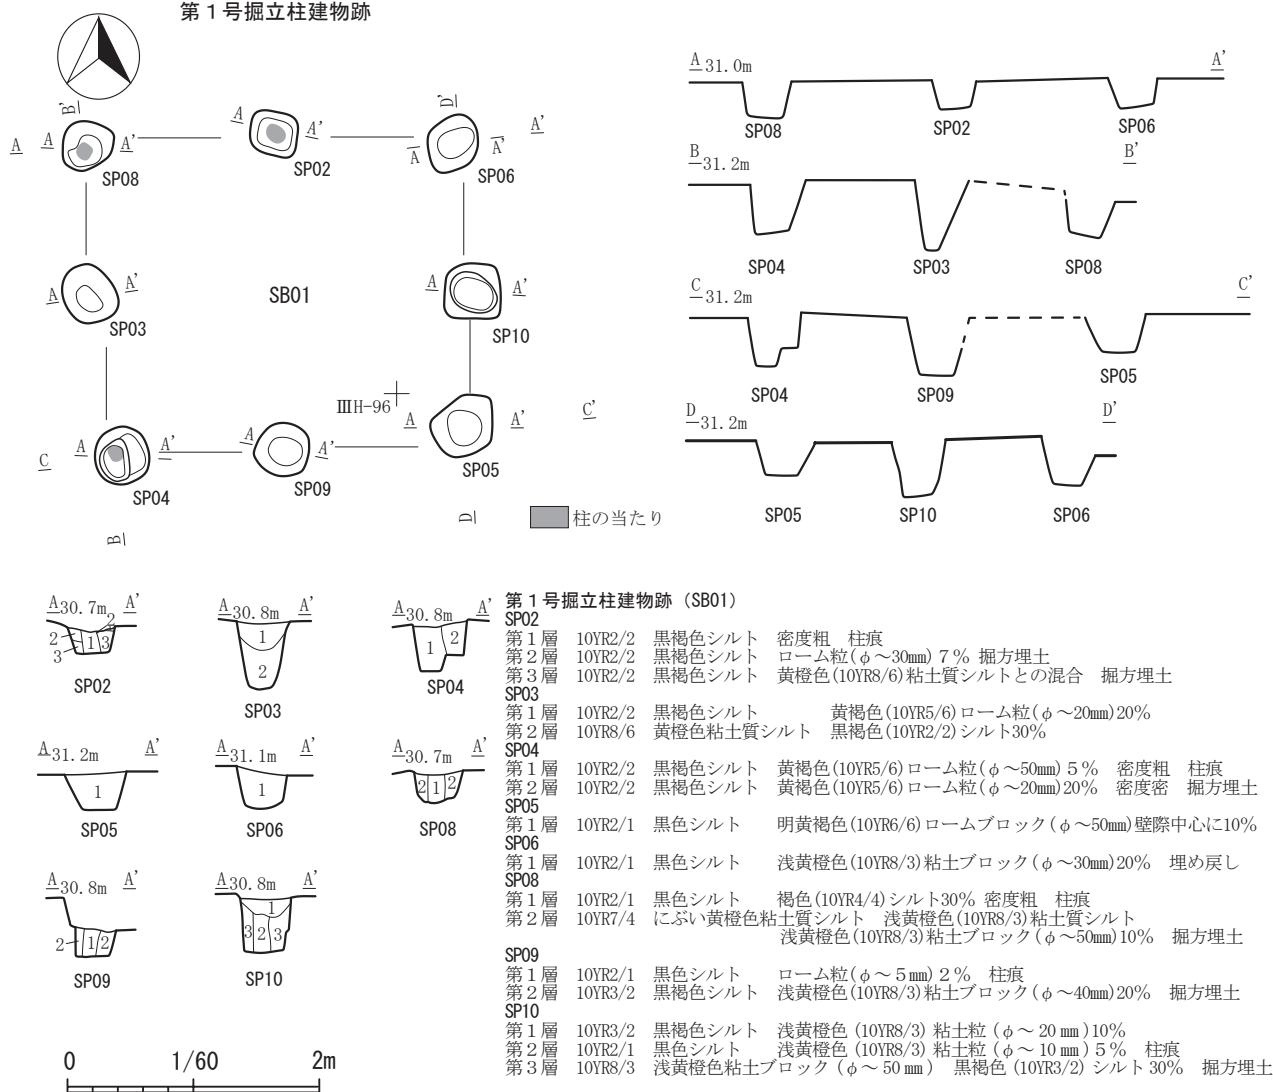 第１号掘立柱建物跡
B'
D'
A A A' SP08
A A' SP02
A A' A' SP06
A A' SP03
SB01
A A' SP10
ⅢH-96
A A' C'
C A A' SP04
A A' SP09
SP05
B
D
柱の当たり
A 31.0m A'
SP08 SP02 SP06
B 31.2m B'
SP04 SP03 SP08
C 31.2m C'
SP04 SP09 SP05
D 31.2m D'
SP05 SP10 SP06
A 30.7m A'
2
2 1 3
3
SP02
A 30.8m A'
1
2
SP03
A 30.8m A'
1 2
SP04
A 31.2m A'
1
SP05
A 31.1m A'
1
SP06
A 30.7m A'
2 1 2
SP08
A 30.8m A'
2 1 2
SP09
A 30.8m A'
1
3 2 3
SP10
0 1/60 2m
第１号掘立柱建物跡（SB01）
SP02
第１層 10YR2/2 黒褐色シルト 密度粗 柱痕
第２層 10YR2/2 黒褐色シルト ローム粒(φ～30㎜)７% 掘方埋土
第３層 10YR2/2 黒褐色シルト 黄橙色(10YR8/6)粘土質シルトとの混合 掘方埋土
SP03
第１層 10YR2/2 黒褐色シルト 黄褐色(10YR5/6)ローム粒(φ～20㎜)20%
第２層 10YR8/6 黄橙色粘土質シルト 黒褐色(10YR2/2)シルト30%
SP04
第１層 10YR2/2 黒褐色シルト 黄褐色(10YR5/6)ローム粒(φ～50㎜)５% 密度粗 柱痕
第２層 10YR2/2 黒褐色シルト 黄褐色(10YR5/6)ローム粒(φ～20㎜)20% 密度密 掘方埋土
SP05
第１層 10YR2/1 黒色シルト 明黄褐色(10YR6/6)ロームブロック(φ～50㎜)壁際中心に10%
SP06
第１層 10YR2/1 黒色シルト 浅黄橙色(10YR8/3)粘土ブロック(φ～30㎜)20% 埋め戻し
SP08
第１層 10YR2/1 黒色シルト 褐色(10YR4/4)シルト30% 密度粗 柱痕
第２層 10YR7/4 にぶい黄橙色粘土質シルト 浅黄橙色(10YR8/3)粘土質シルト
浅黄橙色(10YR8/3)粘土ブロック(φ～50㎜)10% 掘方埋土
SP09
第１層 10YR2/1 黒色シルト ローム粒(φ～５㎜)２% 柱痕
第２層 10YR3/2 黒褐色シルト 浅黄橙色(10YR8/3)粘土ブロック(φ～40㎜)20% 掘方埋土
SP10
第１層 10YR3/2 黒褐色シルト 浅黄橙色 (10YR8/3) 粘土粒 (φ～ 20 ㎜ )10%
第２層 10YR2/1 黒色シルト 浅黄橙色 (10YR8/3) 粘土粒 (φ～ 10 ㎜ ) ５% 柱痕
第３層 10YR8/3 浅黄橙色粘土ブロック (φ～ 50 ㎜ ) 黒褐色 (10YR3/2) シルト 30% 掘方埋土